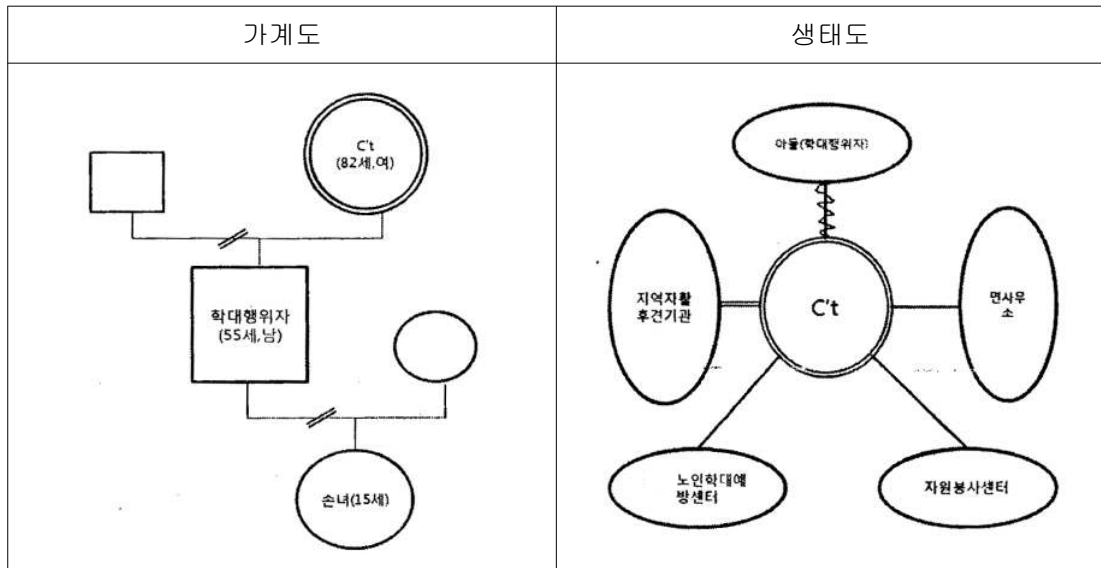 가계도
생태도
C't
(82세,여)
학대행위자
(55세,남)
손녀(15세)
아들(학대행위자)
지역자활
후견기관
C't
면사무
소
노인학대예
방센터
자원봉사센터